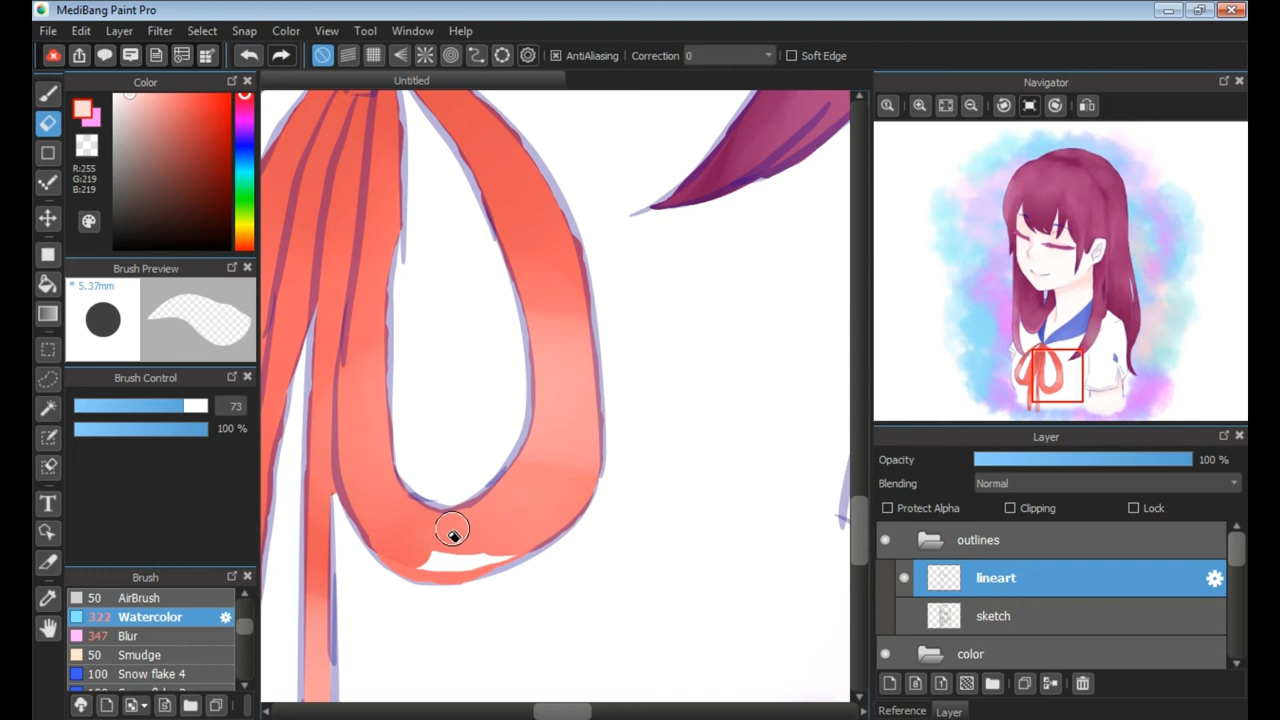 MediBang Paint Pro
File Edit Layer Filter Select Snap Color View Tool Window Help
AntiAliasing Correction 0 Soft Edge
Color
Untitled
Navigator
R:255
G:219
B:219
Brush Preview
* 5.37mm
Brush Control
73
100 %
Layer
Opacity 100 %
Blending Normal
Protect Alpha Clipping Lock
outlines
lineart
sketch
color
Brush
50 AirBrush
322 Watercolor
347 Blur
50 Smudge
100 Snow flake 4
Reference Layer